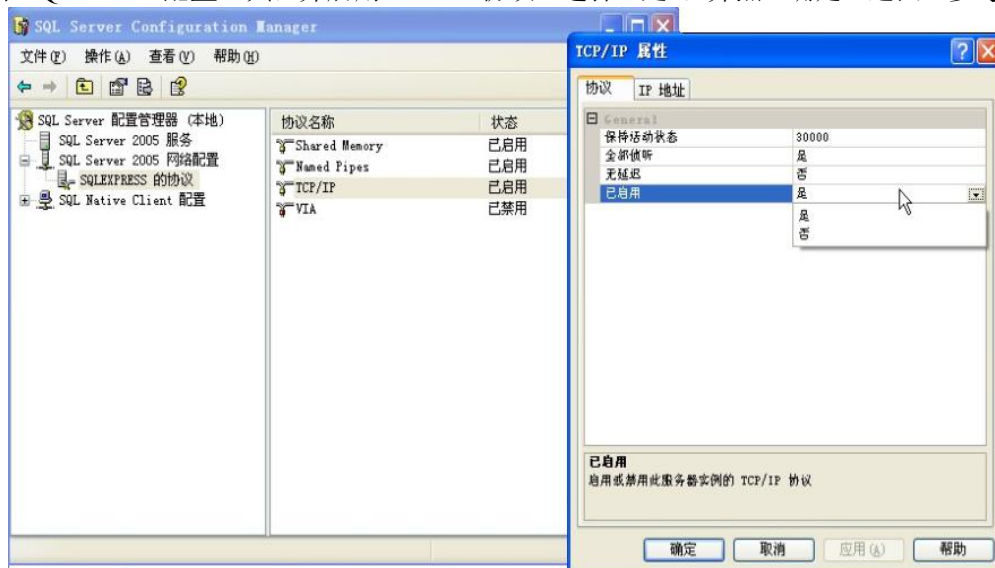 SQL Server Configuration Manager
文件(F) 操作(A) 查看(V) 帮助(H)
SQL Server 配置管理器 (本地)
SQL Server 2005 服务
SQL Server 2005 网络配置
SQLEXPRESS 的协议
SQL Native Client 配置
协议名称 状态
Shared Memory 已启用
Named Pipes 已启用
TCP/IP 已启用
VIA 已禁用
TCP/IP 属性
协议 IP 地址
General
保持活动状态 30000
全部侦听 是
无延迟 否
已启用 是
是
否
已启用
启用或禁用此服务器实例的 TCP/IP 协议
确定 取消 应用(A) 帮助